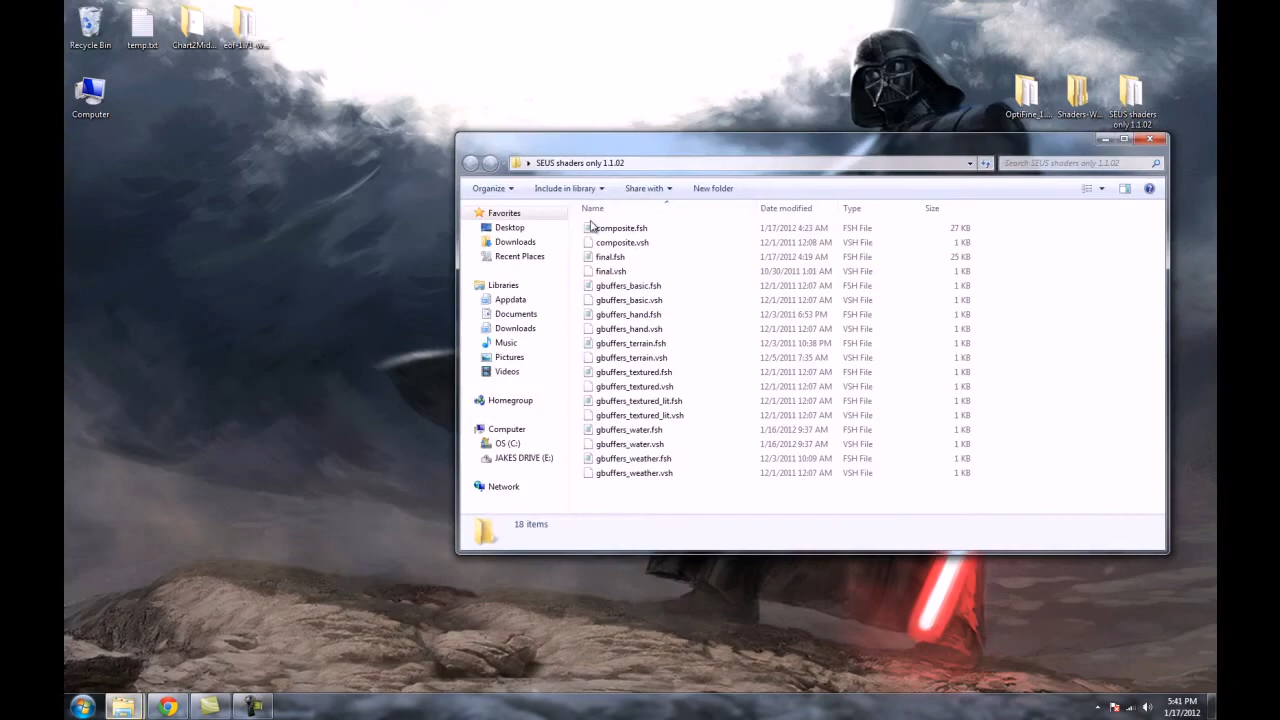 Recycle Bin
temp.txt
Chart2Mid...
eof-1.71-w...
Computer
OptiFine_1....
Shaders-W...
SEUS shaders
only 1.1.02
SEUS shaders only 1.1.02
Search SEUS shaders only 1.1.02
Organize
Include in library
Share with
New folder
Name Date modified Type Size
composite.fsh 1/17/2012 4:23 AM FSH File 27 KB
composite.vsh 12/1/2011 12:08 AM VSH File 1 KB
final.fsh 1/17/2012 4:19 AM FSH File 25 KB
final.vsh 10/30/2011 1:01 AM VSH File 1 KB
gbuffers_basic.fsh 12/1/2011 12:07 AM FSH File 1 KB
gbuffers_basic.vsh 12/1/2011 12:07 AM VSH File 1 KB
gbuffers_hand.fsh 12/3/2011 6:53 PM FSH File 1 KB
gbuffers_hand.vsh 12/1/2011 12:07 AM VSH File 1 KB
gbuffers_terrain.fsh 12/3/2011 10:38 PM FSH File 1 KB
gbuffers_terrain.vsh 12/5/2011 7:35 AM VSH File 1 KB
gbuffers_textured.fsh 12/1/2011 12:07 AM FSH File 1 KB
gbuffers_textured.vsh 12/1/2011 12:07 AM VSH File 1 KB
gbuffers_textured_lit.fsh 12/1/2011 12:07 AM FSH File 1 KB
gbuffers_textured_lit.vsh 12/1/2011 12:07 AM VSH File 1 KB
gbuffers_water.fsh 1/16/2012 9:37 AM FSH File 1 KB
gbuffers_water.vsh 1/16/2012 9:37 AM VSH File 1 KB
gbuffers_weather.fsh 12/3/2011 10:09 AM FSH File 1 KB
gbuffers_weather.vsh 12/1/2011 12:07 AM VSH File 1 KB
Favorites
Desktop
Downloads
Recent Places
Libraries
Appdata
Documents
Downloads
Music
Pictures
Videos
Homegroup
Computer
OS (C:)
JAKES DRIVE (E:)
Network
18 items
5:41 PM
1/17/2012